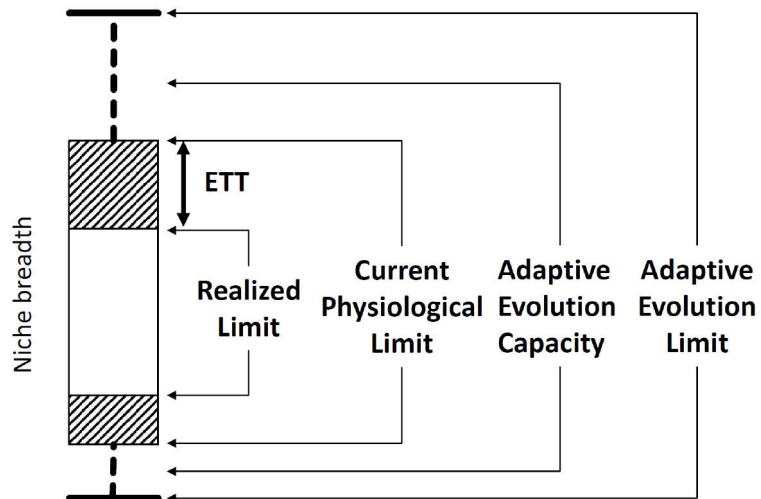 Niche breadth
ETT
Realized
Limit
Current
Physiological
Limit
Adaptive
Evolution
Capacity
Adaptive
Evolution
Limit